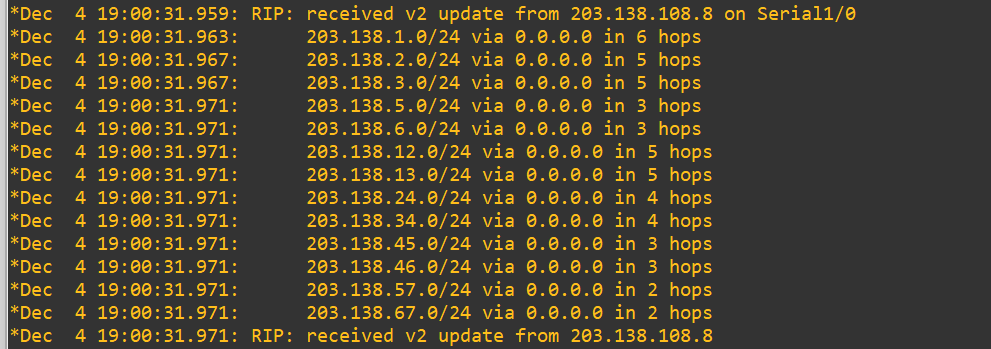 *Dec  4 19:00:31.959: RIP: received v2 update from 203.138.108.8 on Serial1/0
*Dec  4 19:00:31.963:      203.138.1.0/24 via 0.0.0.0 in 6 hops
*Dec  4 19:00:31.967:      203.138.2.0/24 via 0.0.0.0 in 5 hops
*Dec  4 19:00:31.967:      203.138.3.0/24 via 0.0.0.0 in 5 hops
*Dec  4 19:00:31.971:      203.138.5.0/24 via 0.0.0.0 in 3 hops
*Dec  4 19:00:31.971:      203.138.6.0/24 via 0.0.0.0 in 3 hops
*Dec  4 19:00:31.971:      203.138.12.0/24 via 0.0.0.0 in 5 hops
*Dec  4 19:00:31.971:      203.138.13.0/24 via 0.0.0.0 in 5 hops
*Dec  4 19:00:31.971:      203.138.24.0/24 via 0.0.0.0 in 4 hops
*Dec  4 19:00:31.971:      203.138.34.0/24 via 0.0.0.0 in 4 hops
*Dec  4 19:00:31.971:      203.138.45.0/24 via 0.0.0.0 in 3 hops
*Dec  4 19:00:31.971:      203.138.46.0/24 via 0.0.0.0 in 3 hops
*Dec  4 19:00:31.971:      203.138.57.0/24 via 0.0.0.0 in 2 hops
*Dec  4 19:00:31.971:      203.138.67.0/24 via 0.0.0.0 in 2 hops
*Dec  4 19:00:31.971: RIP: received v2 update from 203.138.108.8